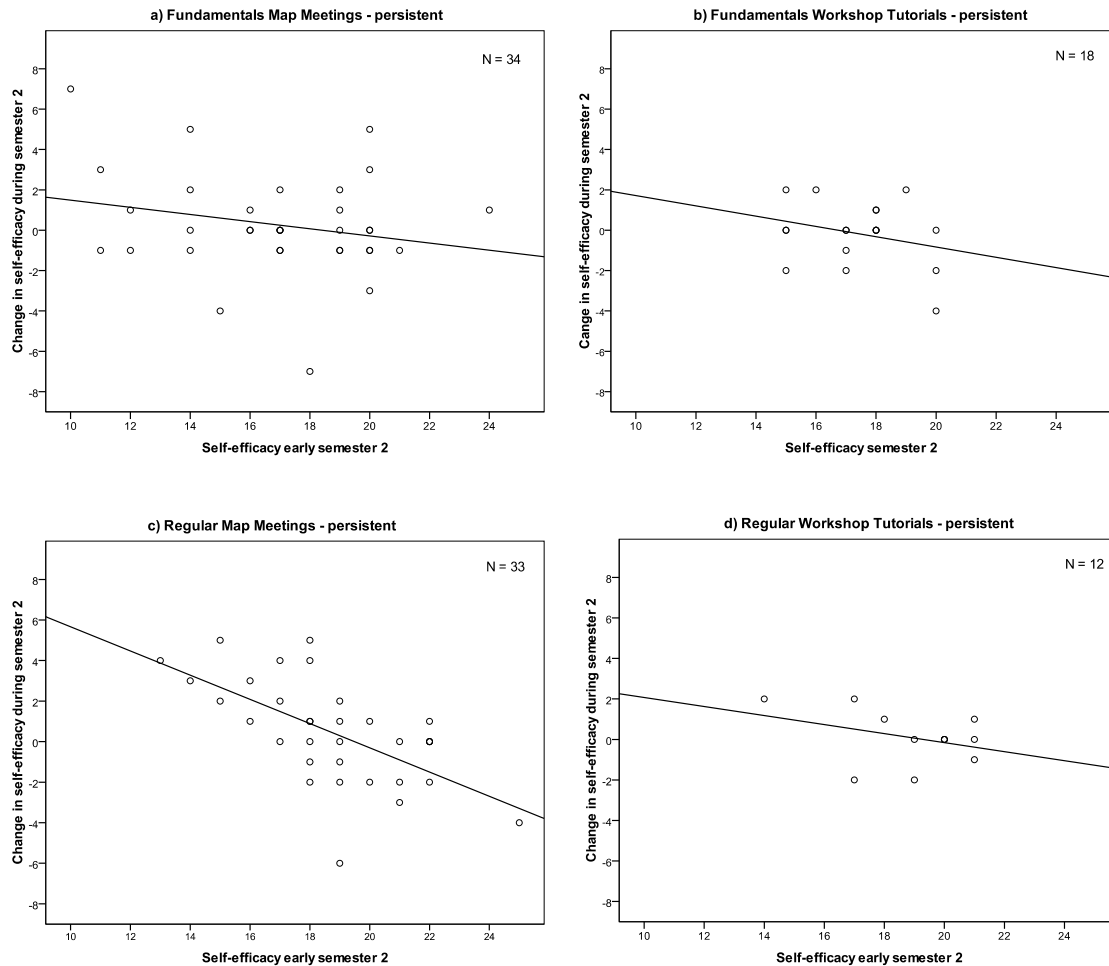 a) Fundamentals Map Meetings - persistent
N = 34
Change in self-efficacy during semester 2
8
6
4
2
0
-2
-4
-6
-8
10 12 14 16 18 20 22 24
Self-efficacy early semester 2
b) Fundamentals Workshop Tutorials - persistent
N = 18
Cange in self-efficacy during semester 2
8
6
4
2
0
-2
-4
-6
-8
10 12 14 16 18 20 22 24
Self-efficacy semester 2
c) Regular Map Meetings - persistent
N = 33
Change in self-efficacy during semester 2
8
6
4
2
0
-2
-4
-6
-8
10 12 14 16 18 20 22 24
Self-efficacy early semester 2
d) Regular Workshop Tutorials - persistent
N = 12
Change in self-efficacy during semester 2
8
6
4
2
0
-2
-4
-6
-8
10 12 14 16 18 20 22 24
Self-efficacy early semester 2